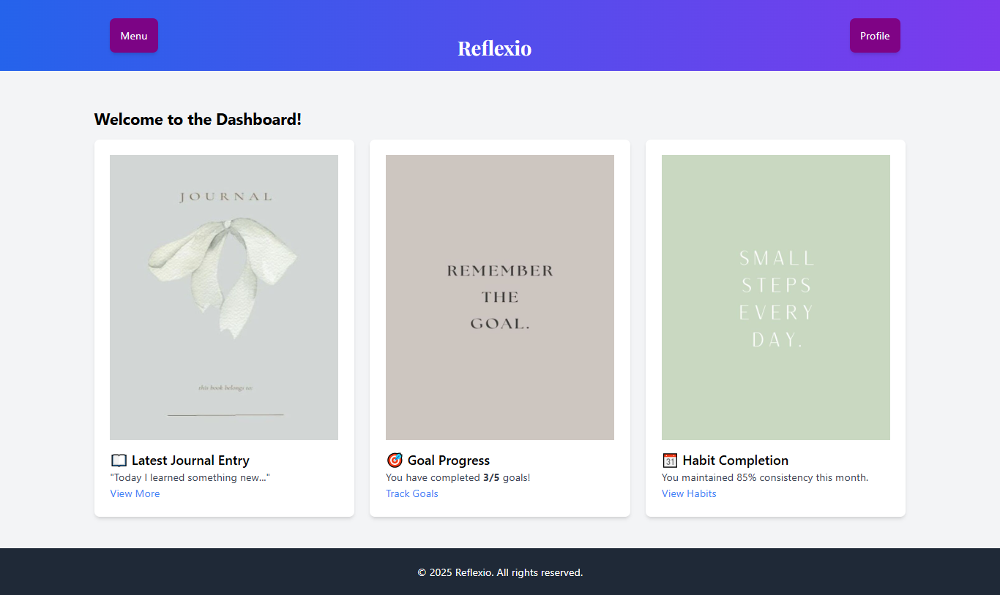 Menu
Reflexio
Profile
Welcome to the Dashboard!
JOURNAL
this book belongs to:
📖 Latest Journal Entry
"Today I learned something new..."
View More
REMEMBER
THE
GOAL.
🎯 Goal Progress
You have completed 3/5 goals!
Track Goals
SMALL
STEPS
EVERY
DAY.
📅 Habit Completion
You maintained 85% consistency this month.
View Habits
© 2025 Reflexio. All rights reserved.